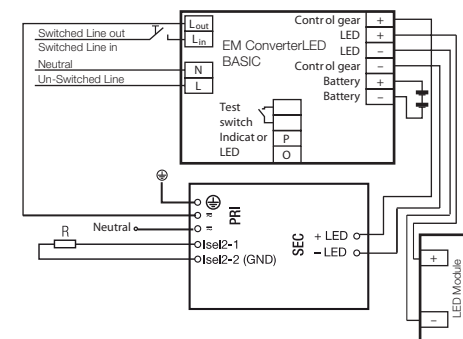 Switched Line out
Switched Line in
Neutral
Un-Switched Line
Lout
Lin
N
L
EM ConverterLED
BASIC
Control gear +
LED +
LED –
Control gear –
Battery +
Battery –
Test
switch
Indicator P
LED O
PRI
Neutral
R
Isel2-1
Isel2-2 (GND)
SEC
+ LED
– LED
+
–
LED Module